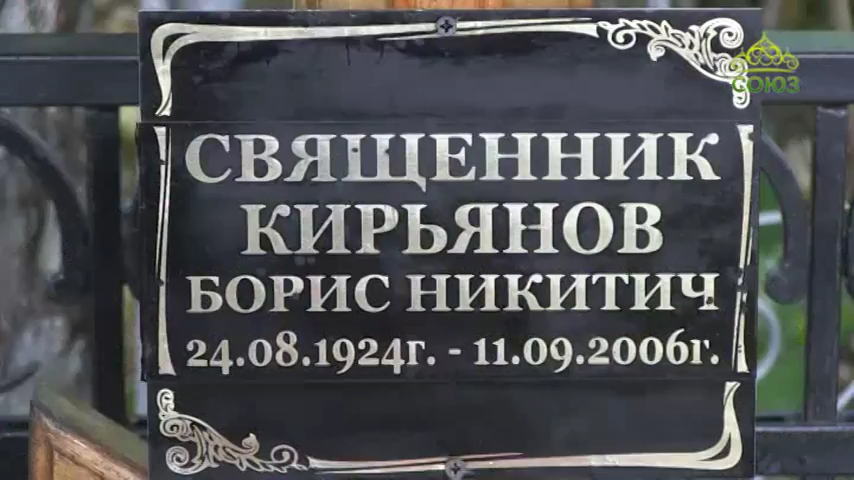 СОЮЗ
СВЯЩЕННИК
КИРЬЯНОВ
БОРИС НИКИТИЧ
24.08.1924г. - 11.09.2006г.